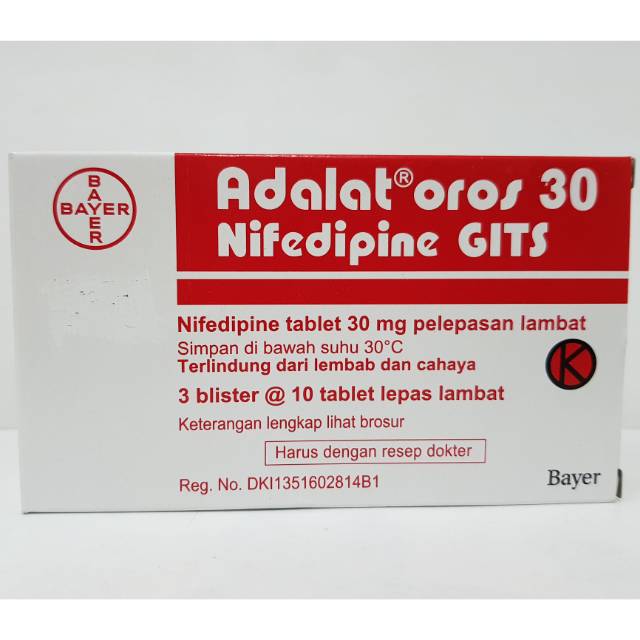 BAYER
BAYER
Adalat® oros 30
Nifedipine GITS
Nifedipine tablet 30 mg pelepasan lambat
Simpan di bawah suhu 30°C
Terlindung dari lembab dan cahaya
K
3 blister @ 10 tablet lepas lambat
Keterangan lengkap lihat brosur
Harus dengan resep dokter
Reg. No. DKI1351602814B1
Bayer